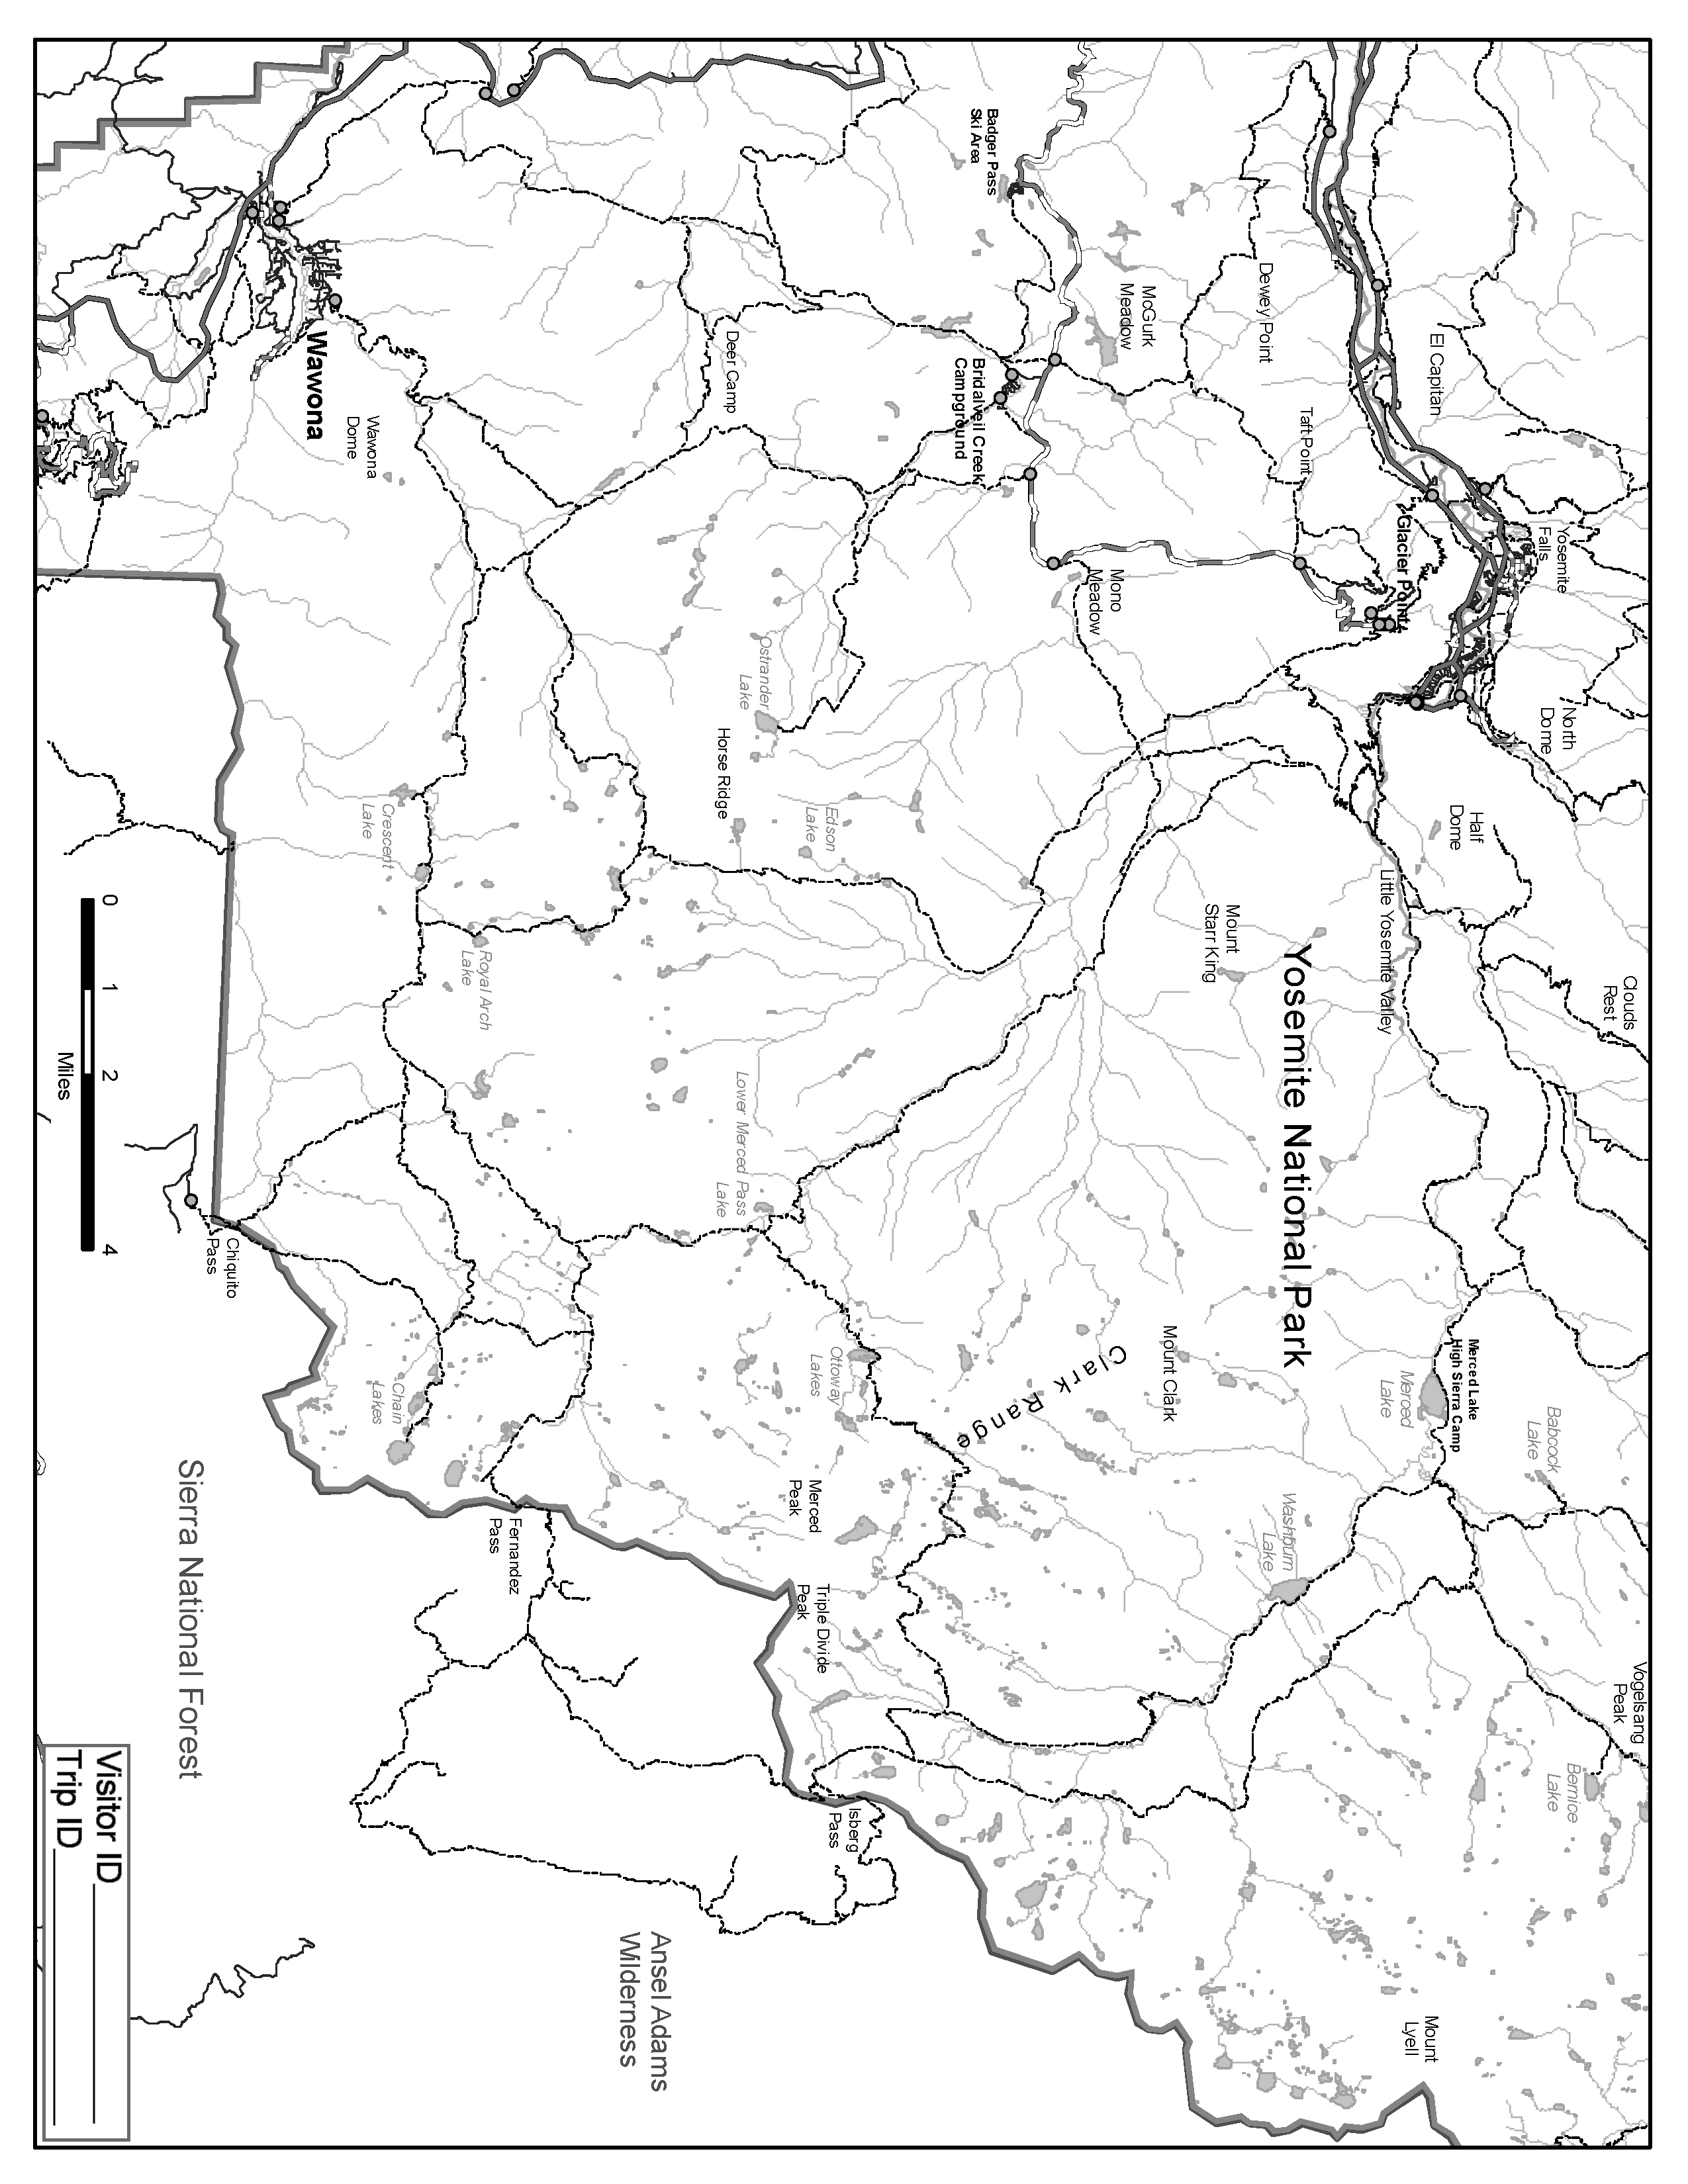 Yosemite
Falls
North
Dome
Clouds
Rest
Vogelsang
Peak
El Capitan
Half
Dome
Babcock
Lake
Bernice
Lake
Glacier Point
Little Yosemite Valley
Merced Lake
High Sierra Camp
Merced
Lake
Mount
Lyell
Dewey Point
Taft Point
Yosemite National Park
Washburn
Lake
McGurk
Meadow
Mono
Meadow
Mount
Starr King
Mount Clark
Clark Range
Badger Pass
Ski Area
Bridalveil Creek
Campground
Edson
Lake
Ottoway
Lakes
Merced
Peak
Triple Divide
Peak
Isberg
Pass
Deer Camp
Ostrander
Lake
Horse Ridge
Lower Merced Pass
Lake
Ansel Adams
Wilderness
Royal Arch
Lake
Fernandez
Pass
Wawona
Wawona
Dome
Crescent
Lake
Chain
Lakes
Chiquito
Pass
Sierra National Forest
0 1 2 4
Miles
Visitor ID
Trip ID